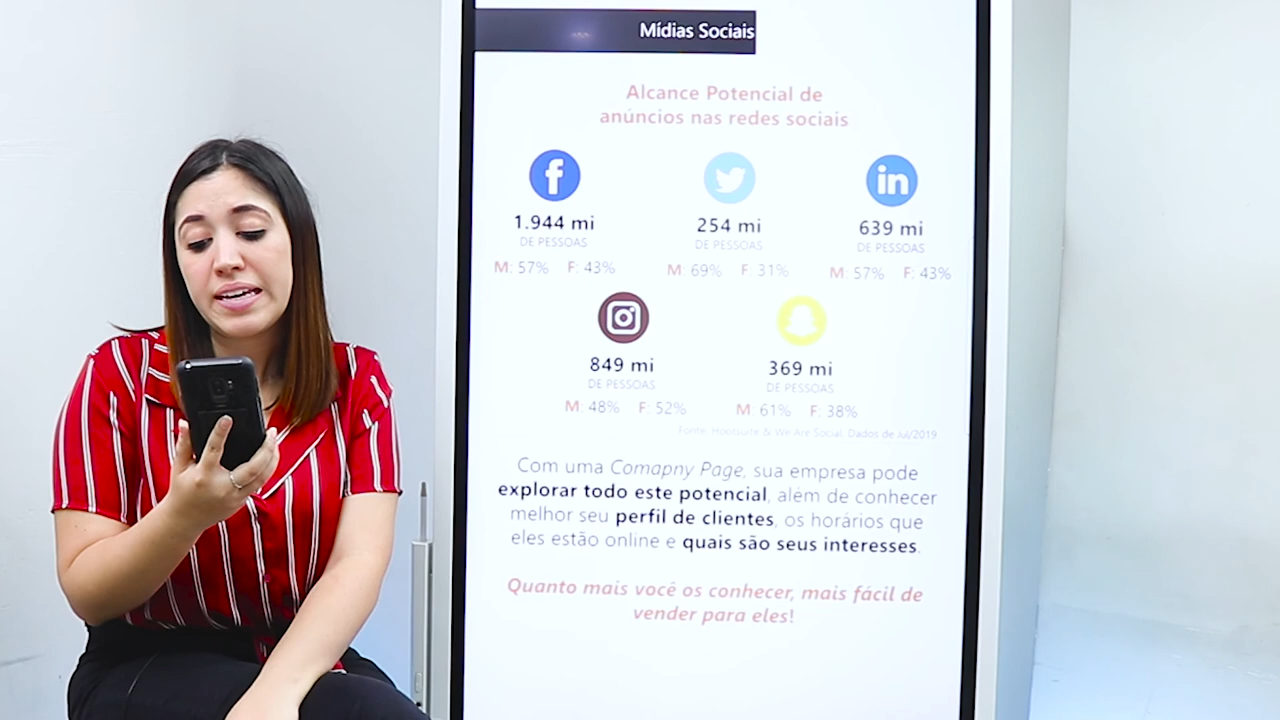 Mídias Sociais
Alcance Potencial de
anúncios nas redes sociais
1.944 mi 254 mi 639 mi
DE PESSOAS DE PESSOAS DE PESSOAS
M: 57% F: 43% M: 69% F: 31% M: 57% F: 43%
849 mi 369 mi
DE PESSOAS DE PESSOAS
M: 48% F: 52% M: 61% F: 38%
Fonte: Hootsuite & We Are Social, Dados de Jul/2019
Com uma Comapny Page, sua empresa pode
explorar todo este potencial, além de conhecer
melhor seu perfil de clientes, os horários que
eles estão online e quais são seus interesses.
Quanto mais você os conhecer, mais fácil de
vender para eles!